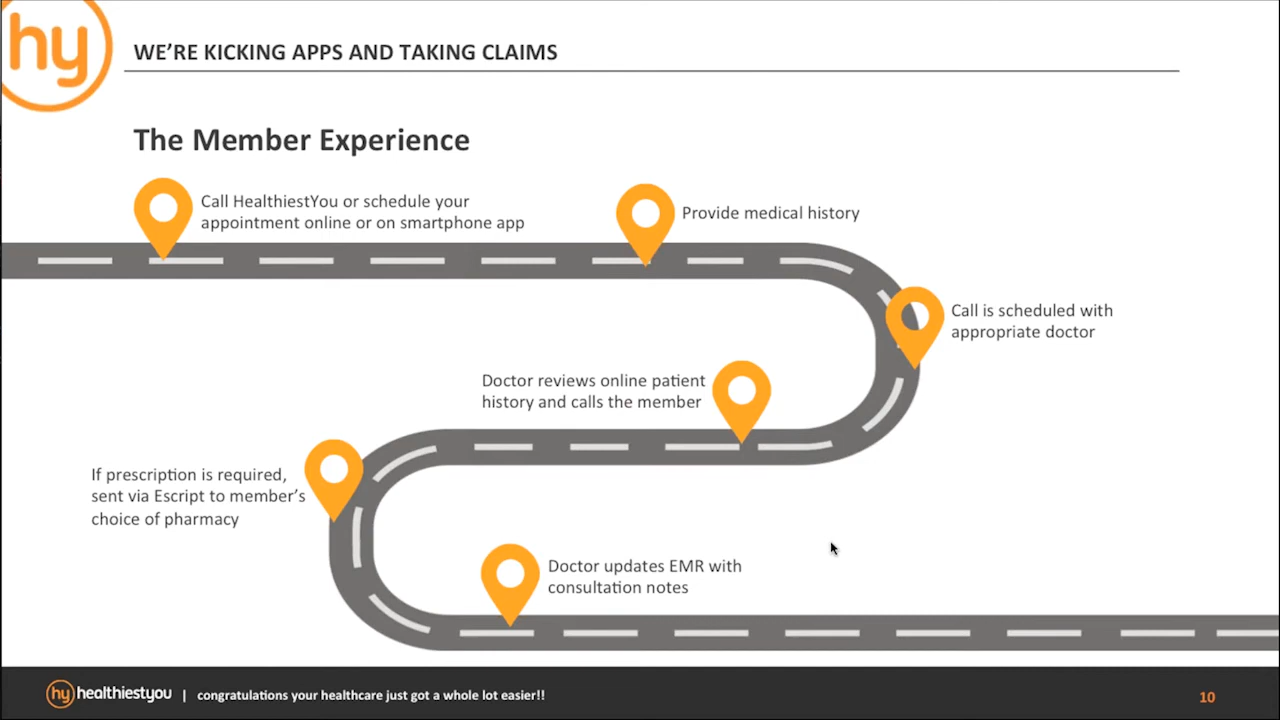 hy
WE’RE KICKING APPS AND TAKING CLAIMS
The Member Experience
Call HealthiestYou or schedule your
appointment online or on smartphone app
Provide medical history
Call is scheduled with
appropriate doctor
Doctor reviews online patient
history and calls the member
If prescription is required,
sent via Escript to member’s
choice of pharmacy
Doctor updates EMR with
consultation notes
hy healthiestyou | congratulations your healthcare just got a whole lot easier!!
10